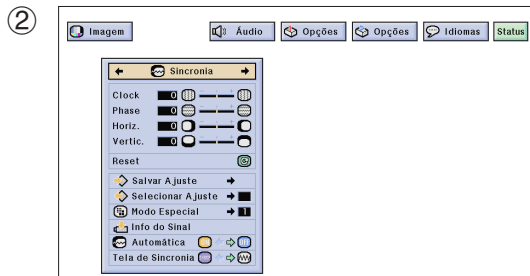 ②
Imagem Áudio Opções Opções Idiomas Status
Sincronia
Clock 0
Phase 0
Horiz. 0
Vertic. 0
Reset
Salvar Ajuste
Selecionar Ajuste
Modo Especial 1
Info do Sinal
Automática
Tela de Sincronia